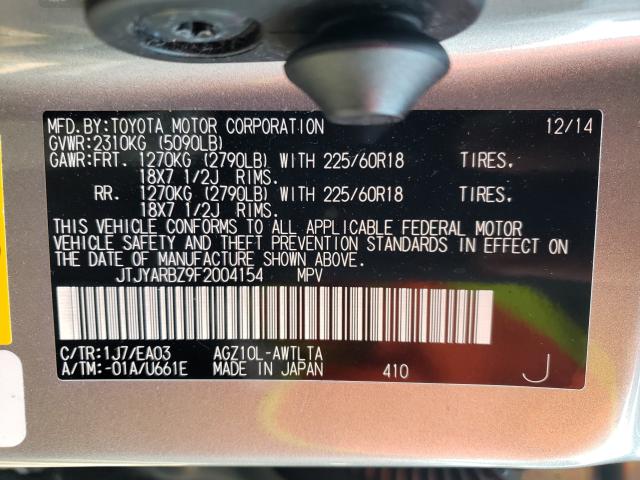 MFD.BY:TOYOTA MOTOR CORPORATION 12/14
GVWR:2310KG (5090LB)
GAWR:FRT. 1270KG (2790LB) WITH 225/60R18 TIRES.
18X7 1/2J RIMS.
RR. 1270KG (2790LB) WITH 225/60R18 TIRES.
18X7 1/2J RIMS.
THIS VEHICLE CONFORMS TO ALL APPLICABLE FEDERAL MOTOR
VEHICLE SAFETY AND THEFT PREVENTION STANDARDS IN EFFECT ON
THE DATE OF MANUFACTURE SHOWN ABOVE.
JTJYARBZ9F2004154 MPV
C/TR:1J7/EA03 AGZ10L-AWTLTA
A/TM:-01A/U661E MADE IN JAPAN 410 J